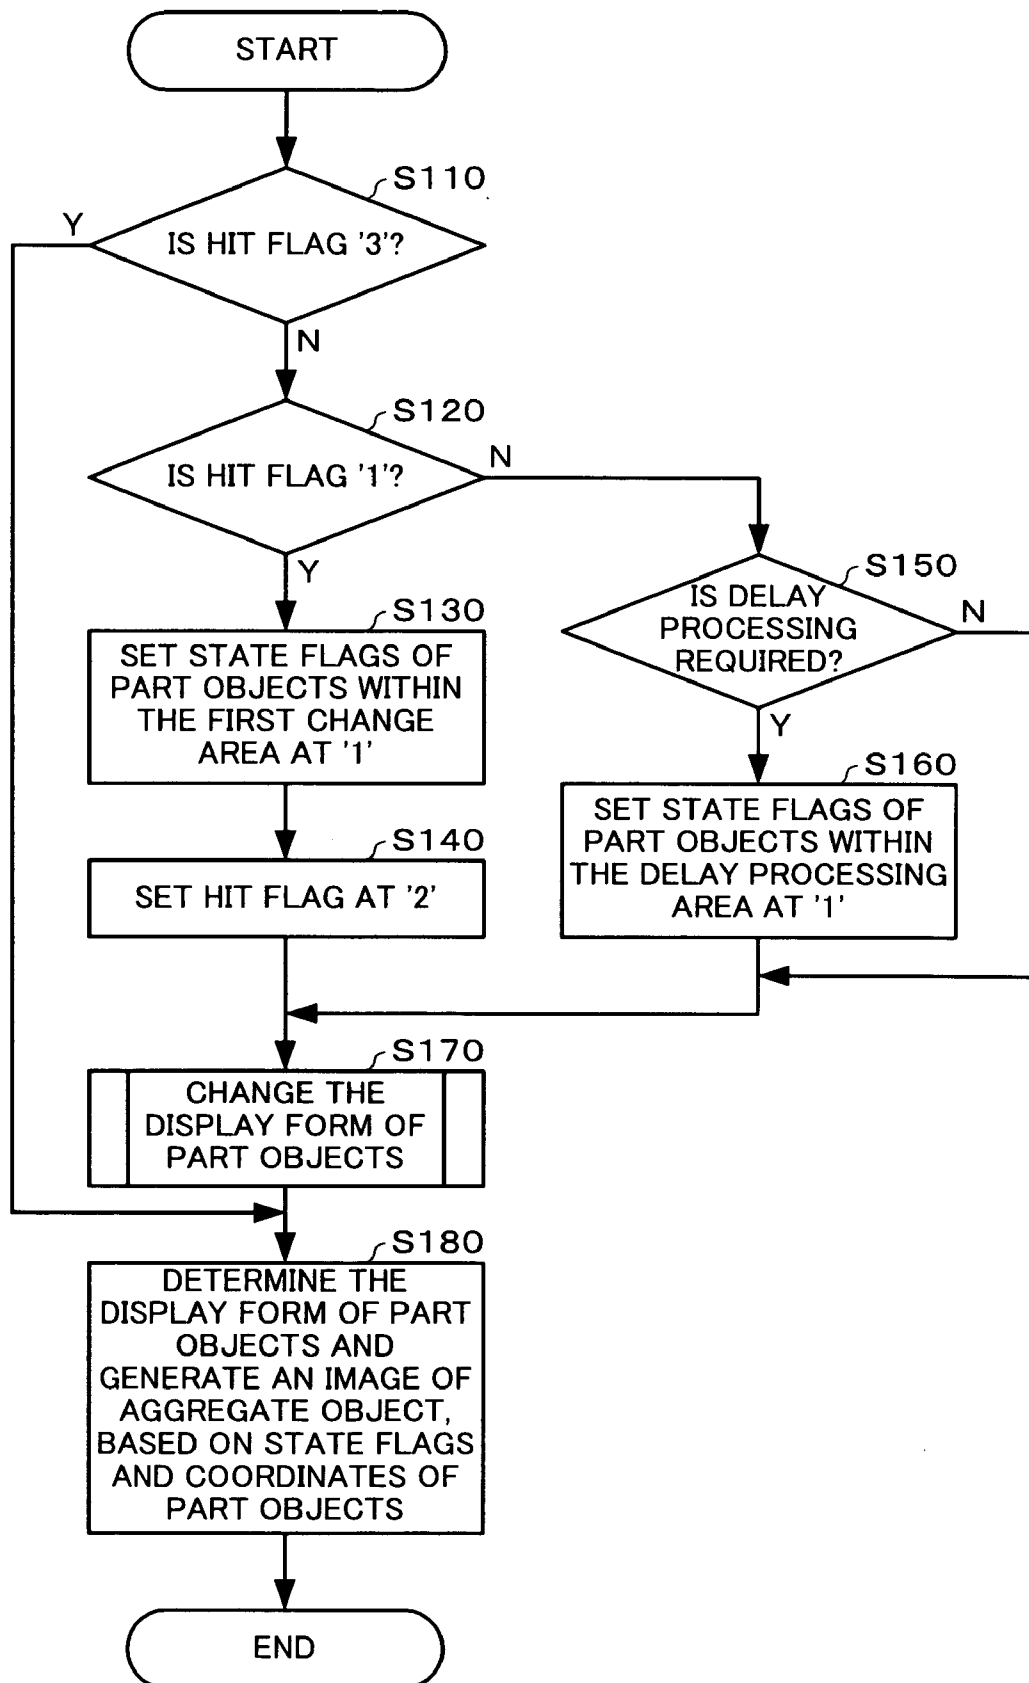 START
S110
Y
IS HIT FLAG '3'?
N
S120
IS HIT FLAG '1'?
N
Y
S150
IS DELAY
PROCESSING
REQUIRED?
N
Y
S130
SET STATE FLAGS OF
PART OBJECTS WITHIN
THE FIRST CHANGE
AREA AT '1'
S160
SET STATE FLAGS OF
PART OBJECTS WITHIN
THE DELAY PROCESSING
AREA AT '1'
S140
SET HIT FLAG AT '2'
S170
CHANGE THE
DISPLAY FORM OF
PART OBJECTS
S180
DETERMINE THE
DISPLAY FORM OF PART
OBJECTS AND
GENERATE AN IMAGE OF
AGGREGATE OBJECT,
BASED ON STATE FLAGS
AND COORDINATES OF
PART OBJECTS
END